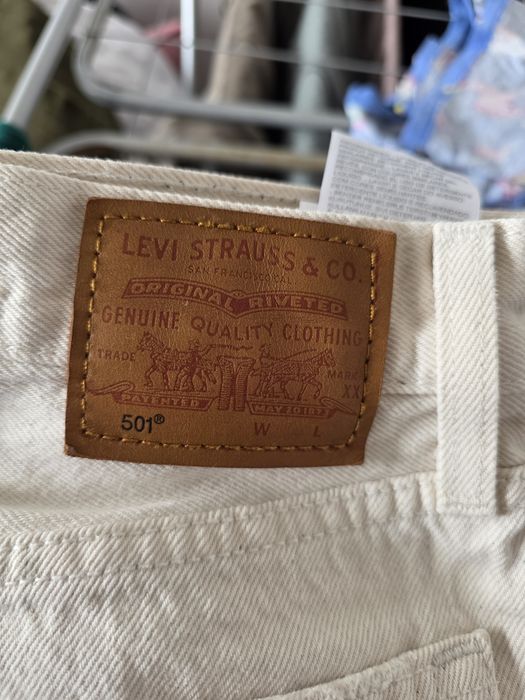 LEVI STRAUSS & CO.
SAN FRANCISCO CAL
ORIGINAL RIVETED
GENUINE QUALITY CLOTHING
TRADE MARK
XX
PATENTED MAY 20 1873
501®
W L